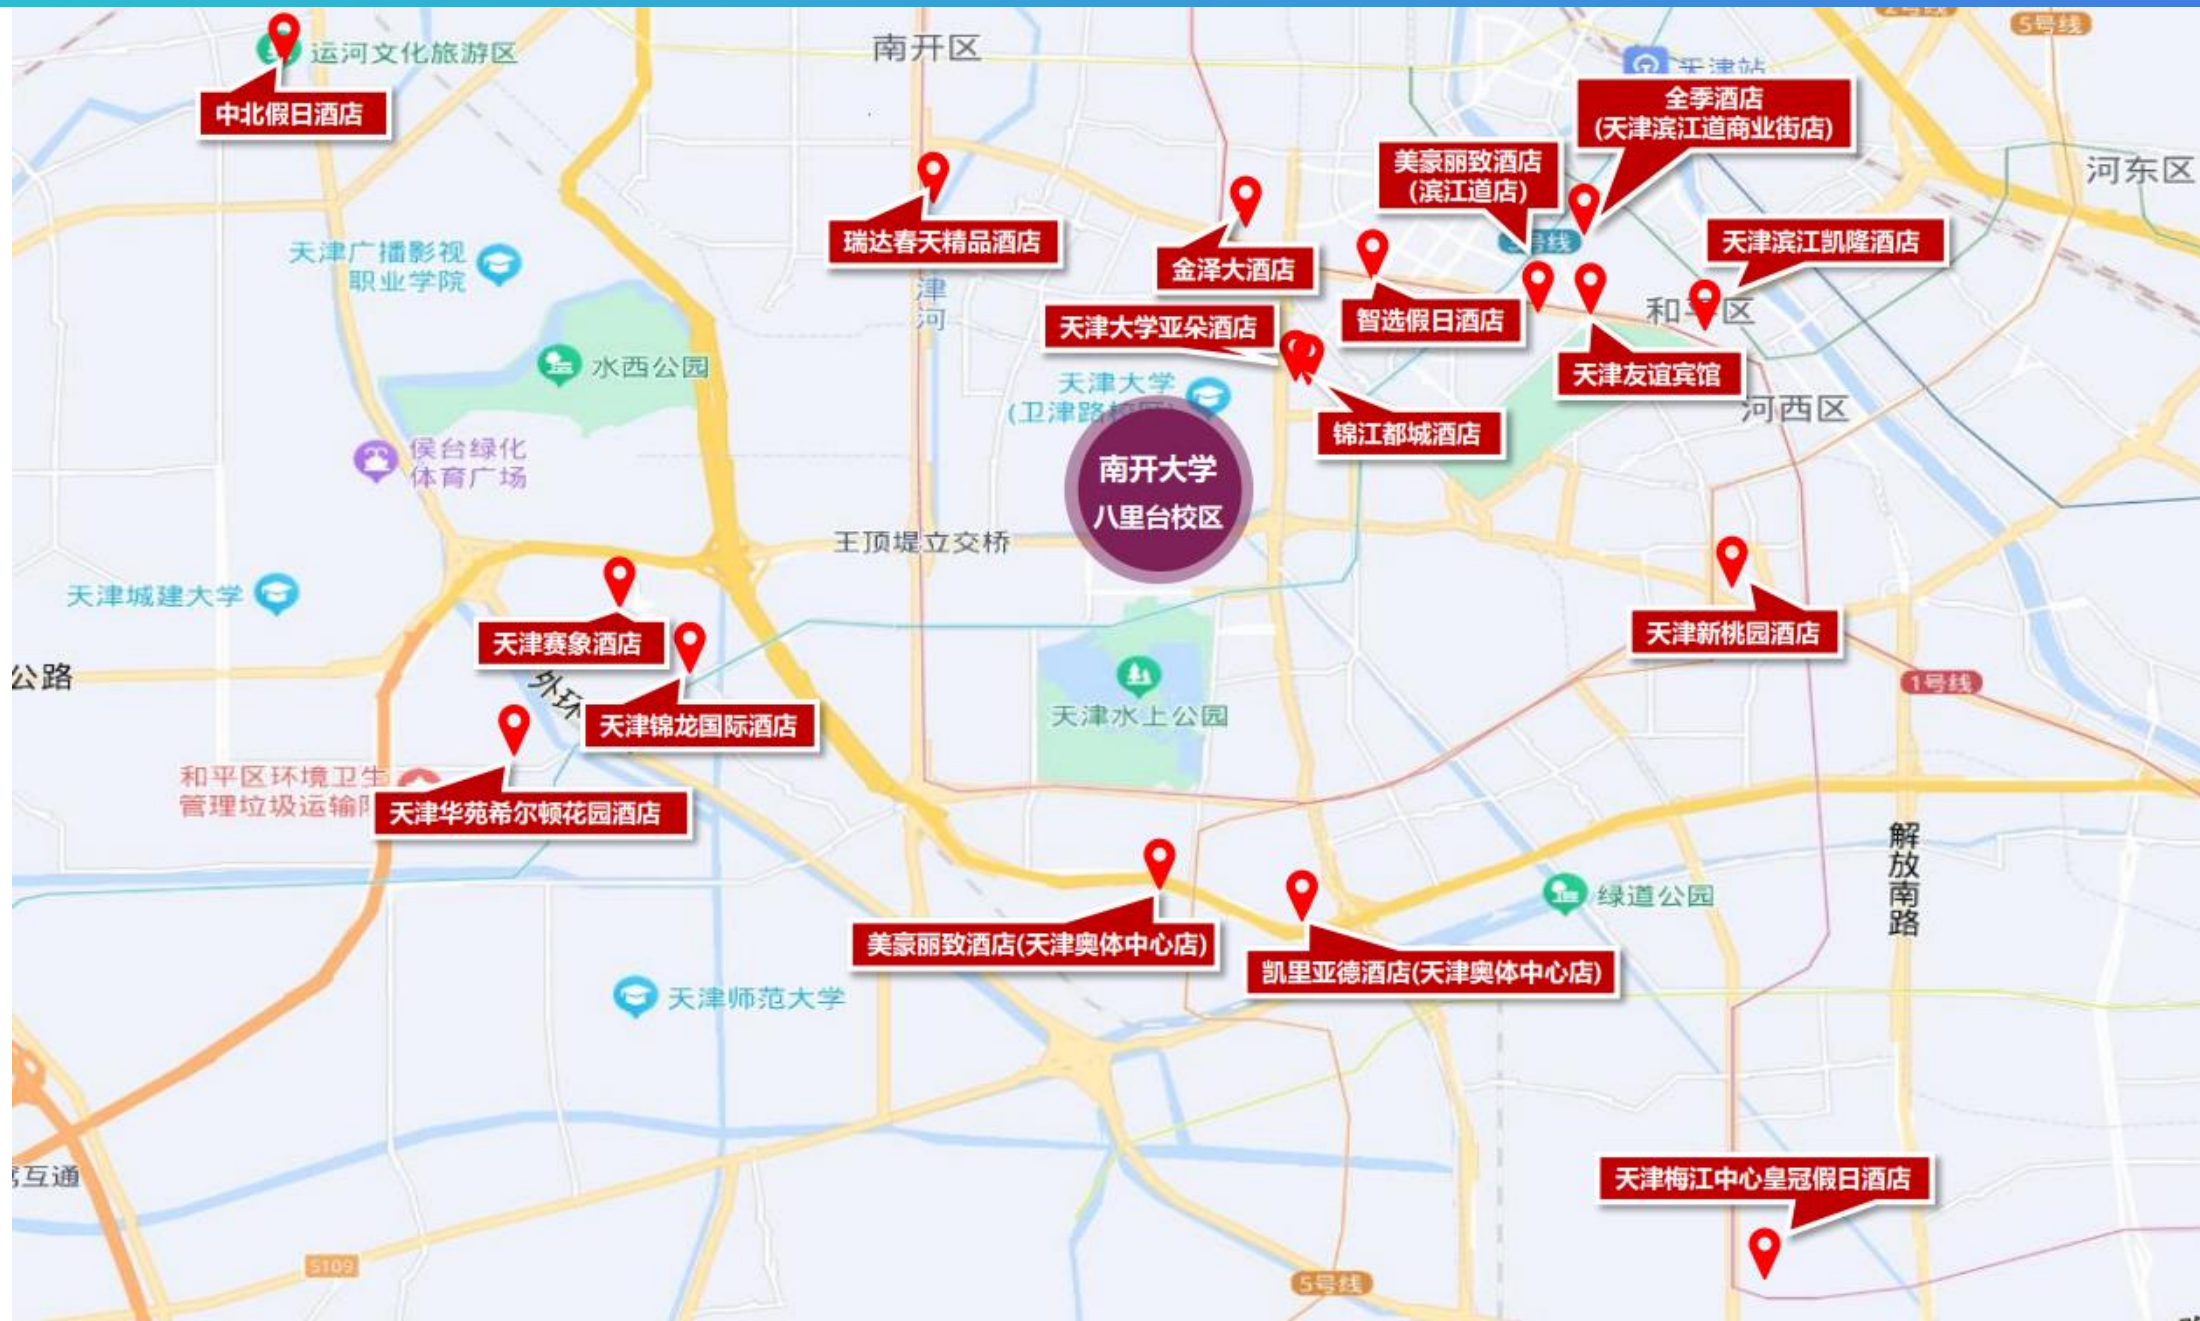 2号线
5号线
南开区
运河文化旅游区
天津站
中北假日酒店
全季酒店
(天津滨江道商业街店)
美豪丽致酒店
(滨江道店)
河东区
瑞达春天精品酒店
号线
天津滨江凯隆酒店
天津广播影视
职业学院
金泽大酒店
津
河
智选假日酒店
和平区
天津大学亚朵酒店
水西公园
天津友谊宾馆
天津大学
(卫津路校区)
河西区
锦江都城酒店
侯台绿化
体育广场
南开大学
八里台校区
王顶堤立交桥
天津城建大学
天津赛象酒店
天津新桃园酒店
公路
外环
1号线
天津水上公园
天津锦龙国际酒店
和平区环境卫生
管理垃圾运输队
天津华苑希尔顿花园酒店
解
放
南
路
绿道公园
美豪丽致酒店(天津奥体中心店)
凯里亚德酒店(天津奥体中心店)
天津师范大学
互通
天津梅江中心皇冠假日酒店
S109
5号线